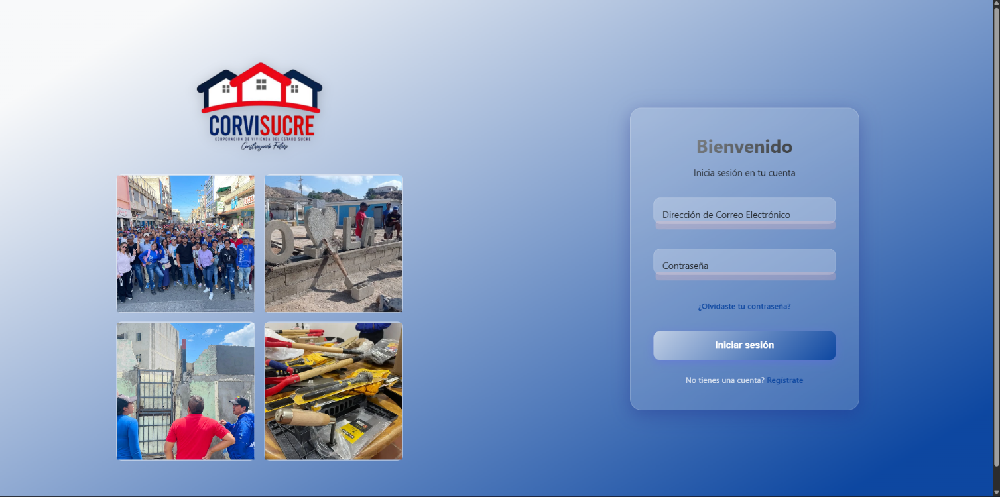 CORVISUCRE
CORPORACIÓN DE VIVIENDA DEL ESTADO SUCRE
Construyendo Futuro
Bienvenido
Inicia sesión en tu cuenta
Dirección de Correo Electrónico
Contraseña
¿Olvidaste tu contraseña?
Iniciar sesión
No tienes una cuenta? Regístrate